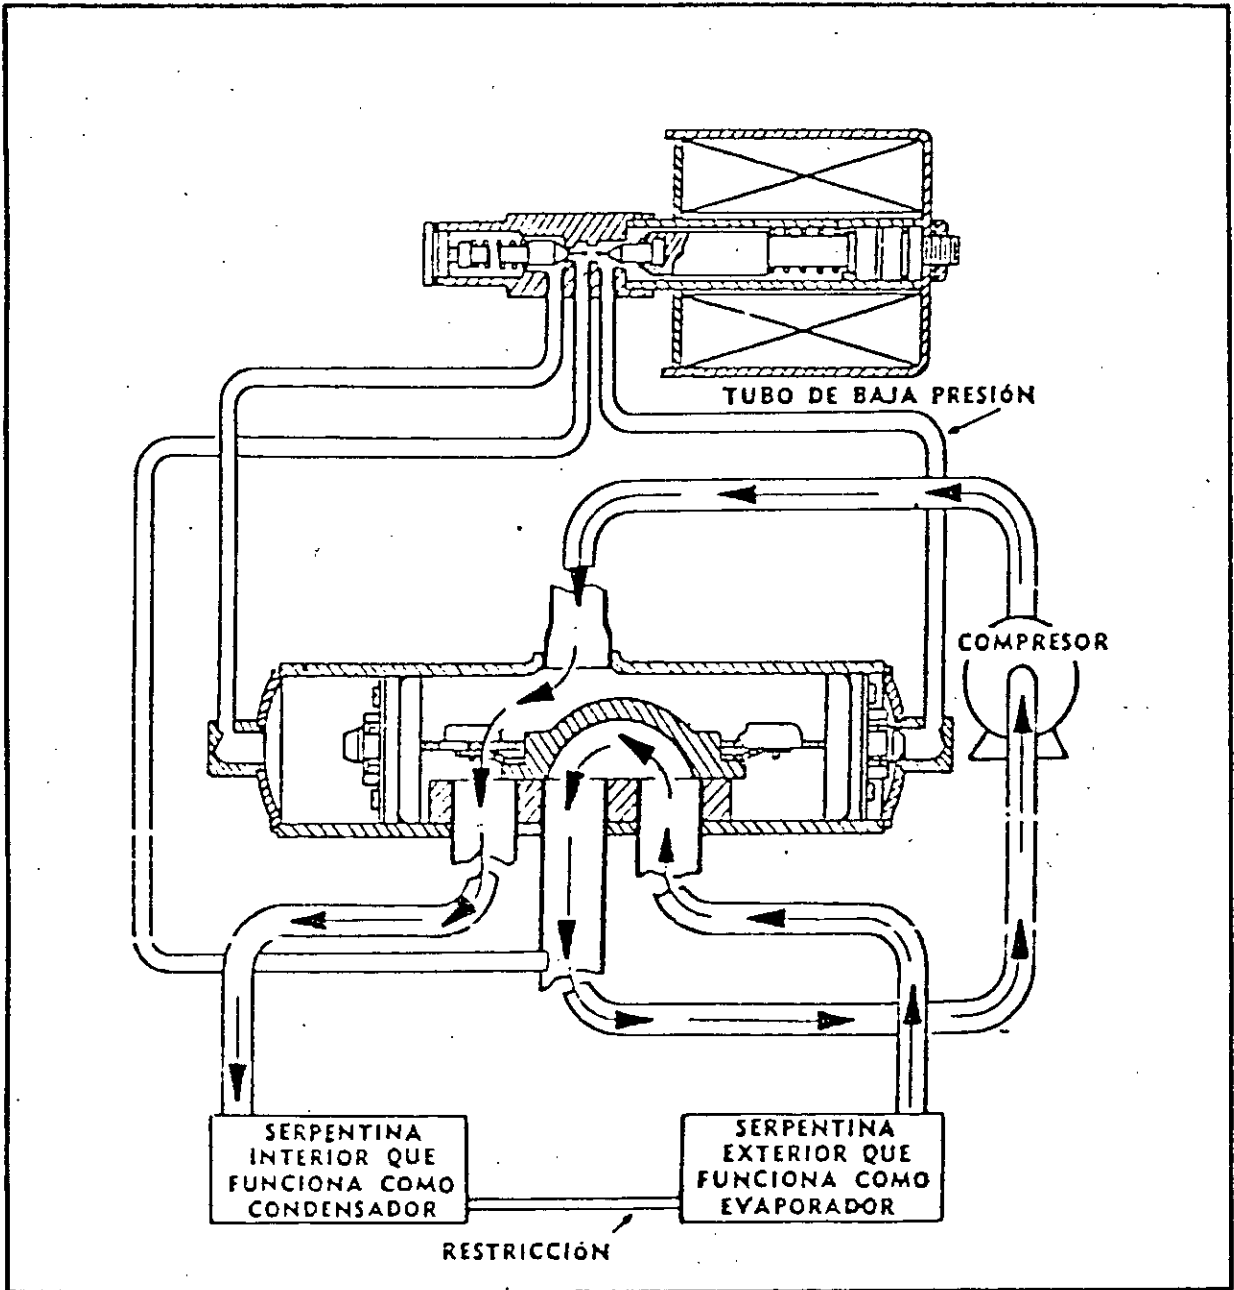 TUBO DE BAJA PRESIÓN
COMPRESOR
SERPENTINA
INTERIOR QUE
FUNCIONA COMO
CONDENSADOR
SERPENTINA
EXTERIOR QUE
FUNCIONA COMO
EVAPORADOR
RESTRICCIÓN